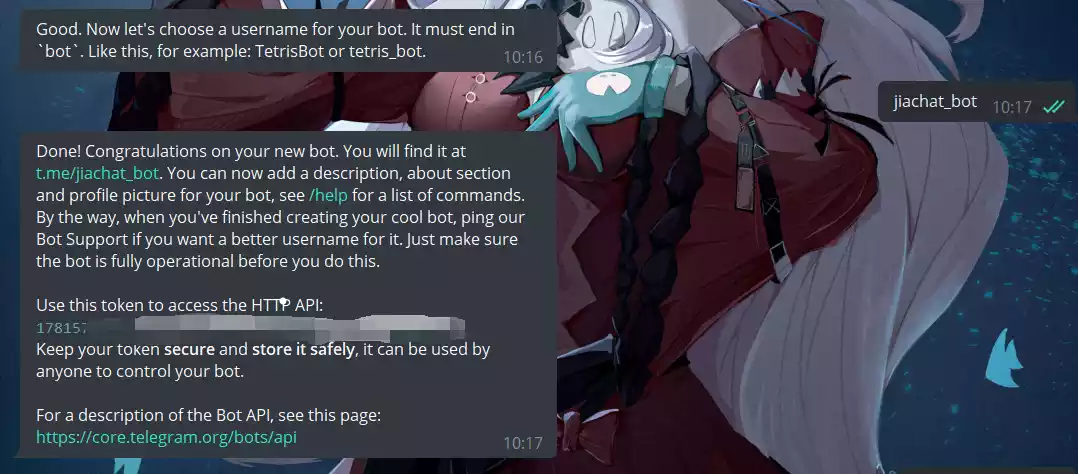 Good. Now let's choose a username for your bot. It must end in
`bot`. Like this, for example: TetrisBot or tetris_bot.
10:16
jiachat_bot
10:17
Done! Congratulations on your new bot. You will find it at
t.me/jiachat_bot. You can now add a description, about section
and profile picture for your bot, see /help for a list of commands.
By the way, when you've finished creating your cool bot, ping our
Bot Support if you want a better username for it. Just make sure
the bot is fully operational before you do this.
Use this token to access the HTTP API:
17815
Keep your token secure and store it safely, it can be used by
anyone to control your bot.
For a description of the Bot API, see this page:
https://core.telegram.org/bots/api
10:17